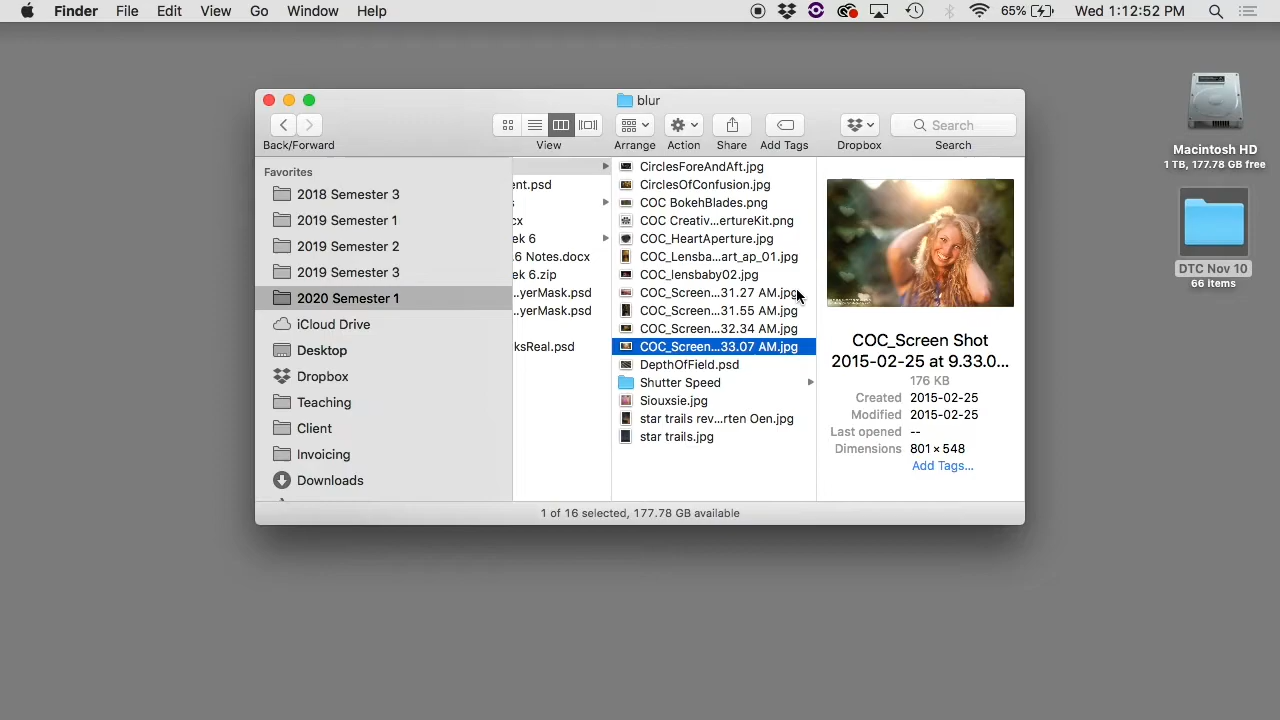 Finder File Edit View Go Window Help 65% Wed 1:12:52 PM
blur
Back/Forward View Arrange Action Share Add Tags Dropbox Search
Search
Favorites
2018 Semester 3
2019 Semester 1
2019 Semester 2
2019 Semester 3
2020 Semester 1
iCloud Drive
Desktop
Dropbox
Teaching
Client
Invoicing
Downloads
ent.psd
s
cx
ek 6
6 Notes.docx
ek 6.zip
...yerMask.psd
...yerMask.psd
ksReal.psd
CirclesForeAndAft.jpg
CirclesOfConfusion.jpg
COC BokehBlades.png
COC Creativ...ertureKit.png
COC_HeartAperture.jpg
COC_Lensba...art_ap_01.jpg
COC_lensbaby02.jpg
COC_Screen...31.27 AM.jpg
COC_Screen...31.55 AM.jpg
COC_Screen...32.34 AM.jpg
COC_Screen...33.07 AM.jpg
DepthOfField.psd
Shutter Speed
Siouxsie.jpg
star trails rev...rten Oen.jpg
star trails.jpg
COC_Screen Shot
2015-02-25 at 9.33.0...
176 KB
Created 2015-02-25
Modified 2015-02-25
Last opened --
Dimensions 801 × 548
Add Tags...
1 of 16 selected, 177.78 GB available
Macintosh HD
1 TB, 177.78 GB free
DTC Nov 10
66 items